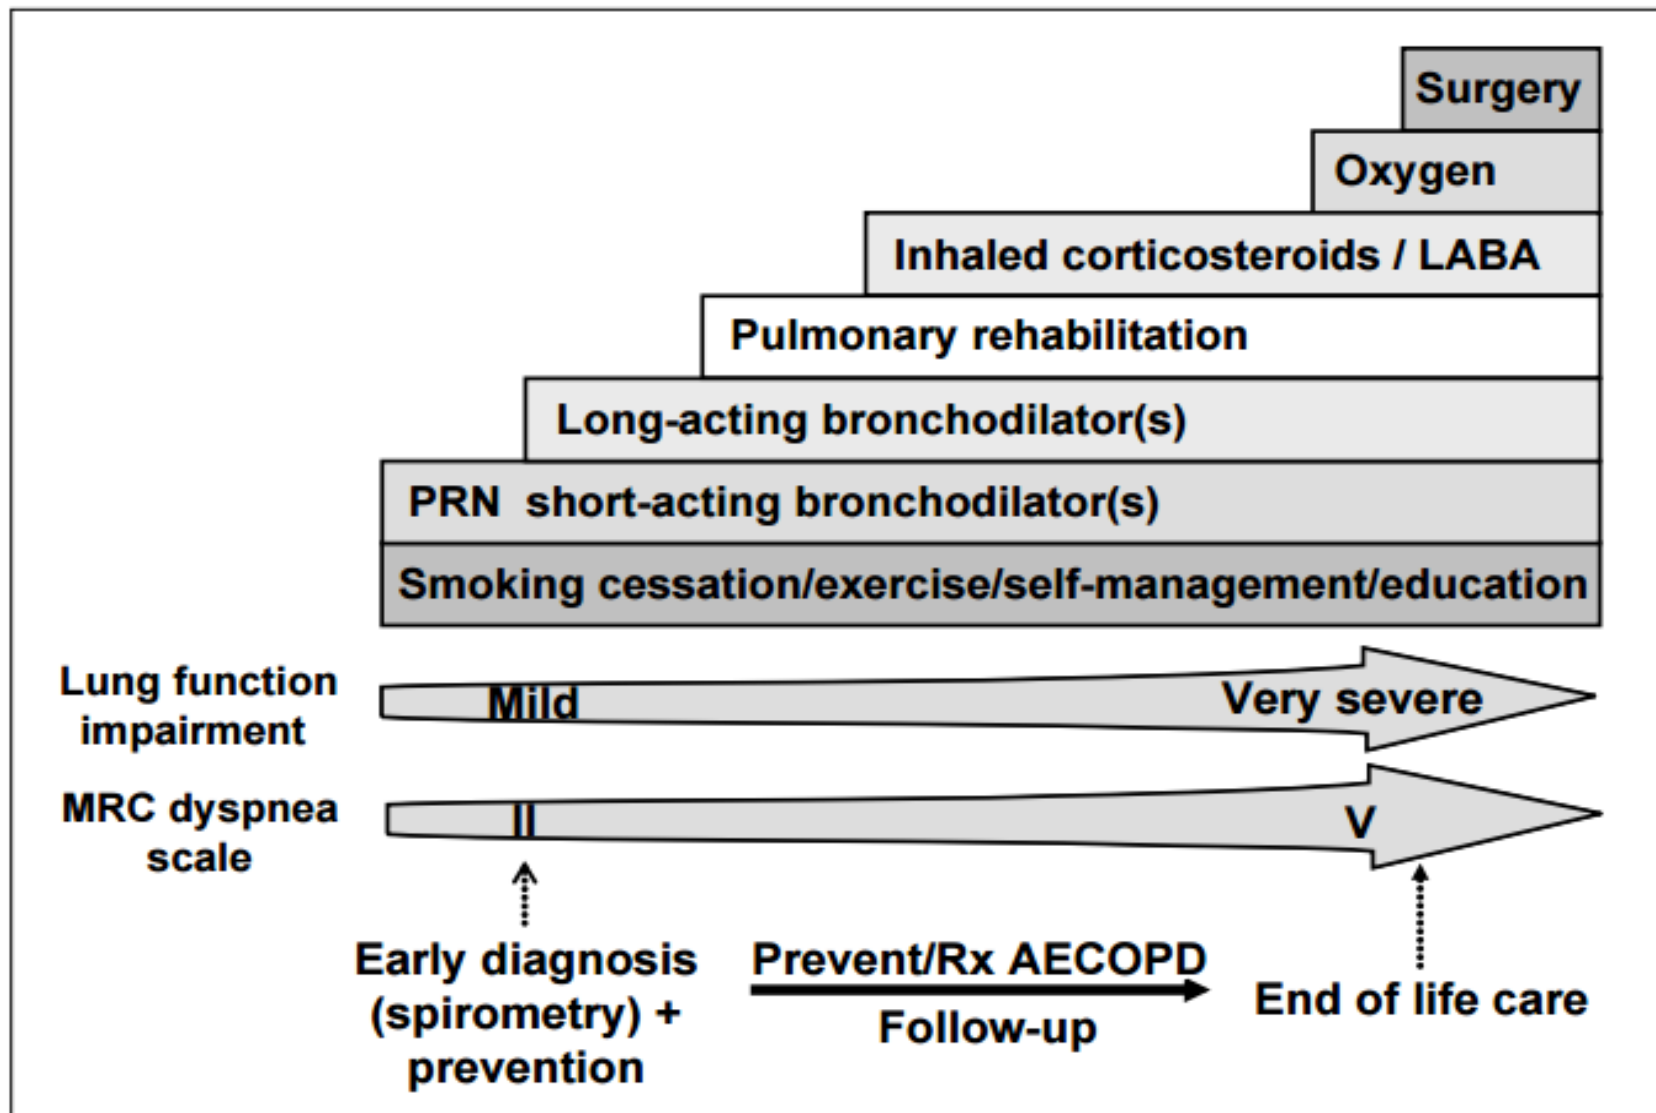 Surgery
Oxygen
Inhaled corticosteroids / LABA
Pulmonary rehabilitation
Long-acting bronchodilator(s)
PRN short-acting bronchodilator(s)
Smoking cessation/exercise/self-management/education
Lung function
impairment
Mild
Very severe
MRC dyspnea
scale
II
V
Early diagnosis
(spirometry) +
prevention
Prevent/Rx AECOPD
Follow-up
End of life care